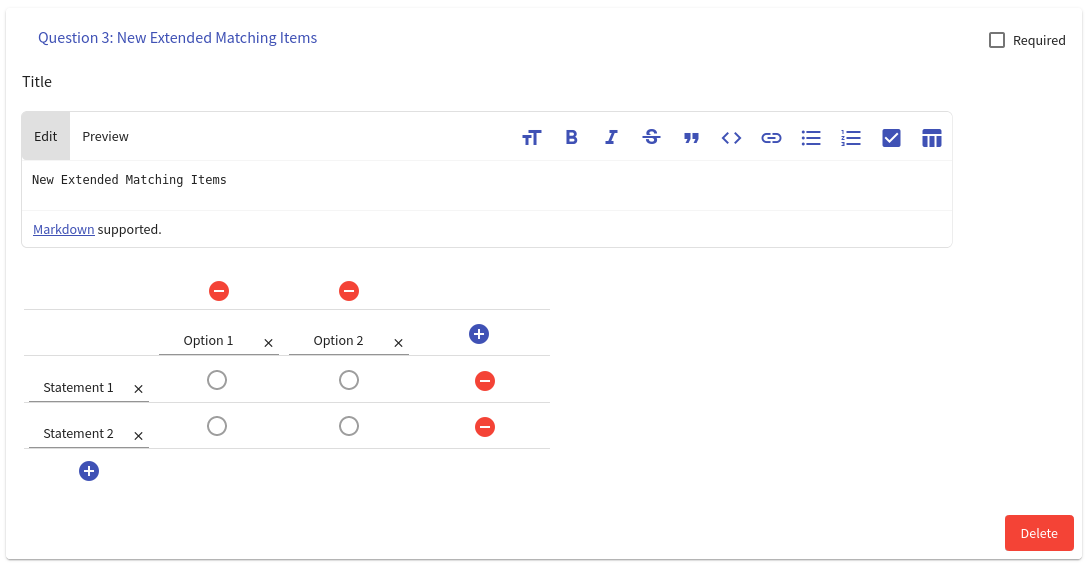 Question 3: New Extended Matching Items
Required
Title
Edit Preview
New Extended Matching Items
Markdown supported.
Option 1 Option 2
Statement 1
Statement 2
Delete